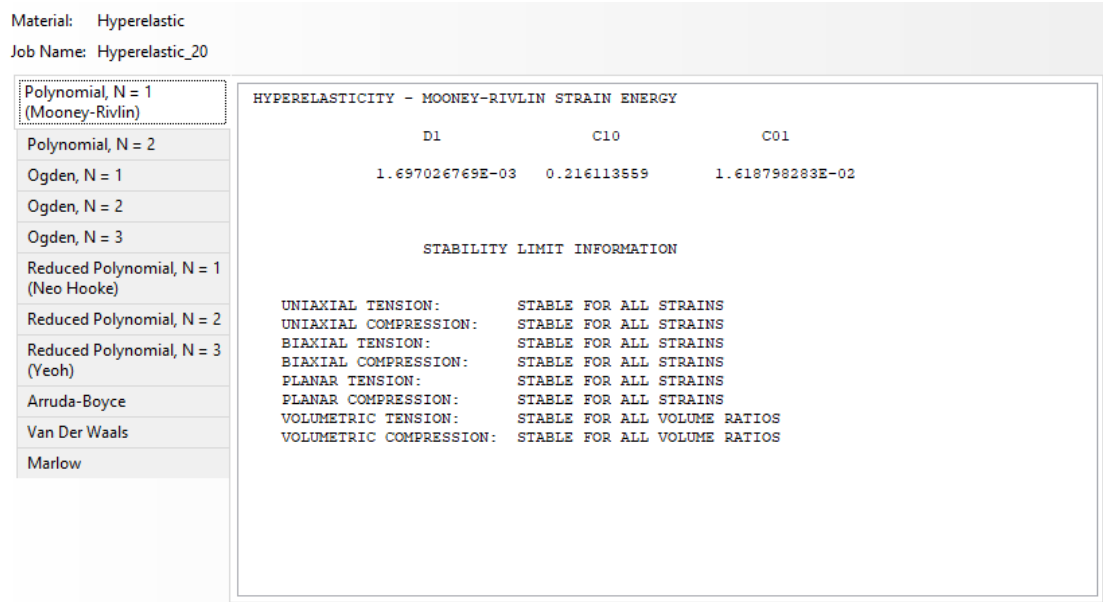 Material: Hyperelastic
Job Name: Hyperelastic_20
Polynomial, N = 1
(Mooney-Rivlin)
Polynomial, N = 2
Ogden, N = 1
Ogden, N = 2
Ogden, N = 3
Reduced Polynomial, N = 1
(Neo Hooke)
Reduced Polynomial, N = 2
Reduced Polynomial, N = 3
(Yeoh)
Arruda-Boyce
Van Der Waals
Marlow
HYPERELASTICITY - MOONEY-RIVLIN STRAIN ENERGY
D1 C10 C01
1.697026769E-03 0.216113559 1.618798283E-02
STABILITY LIMIT INFORMATION
UNIAXIAL TENSION: STABLE FOR ALL STRAINS
UNIAXIAL COMPRESSION: STABLE FOR ALL STRAINS
BIAXIAL TENSION: STABLE FOR ALL STRAINS
BIAXIAL COMPRESSION: STABLE FOR ALL STRAINS
PLANAR TENSION: STABLE FOR ALL STRAINS
PLANAR COMPRESSION: STABLE FOR ALL STRAINS
VOLUMETRIC TENSION: STABLE FOR ALL VOLUME RATIOS
VOLUMETRIC COMPRESSION: STABLE FOR ALL VOLUME RATIOS